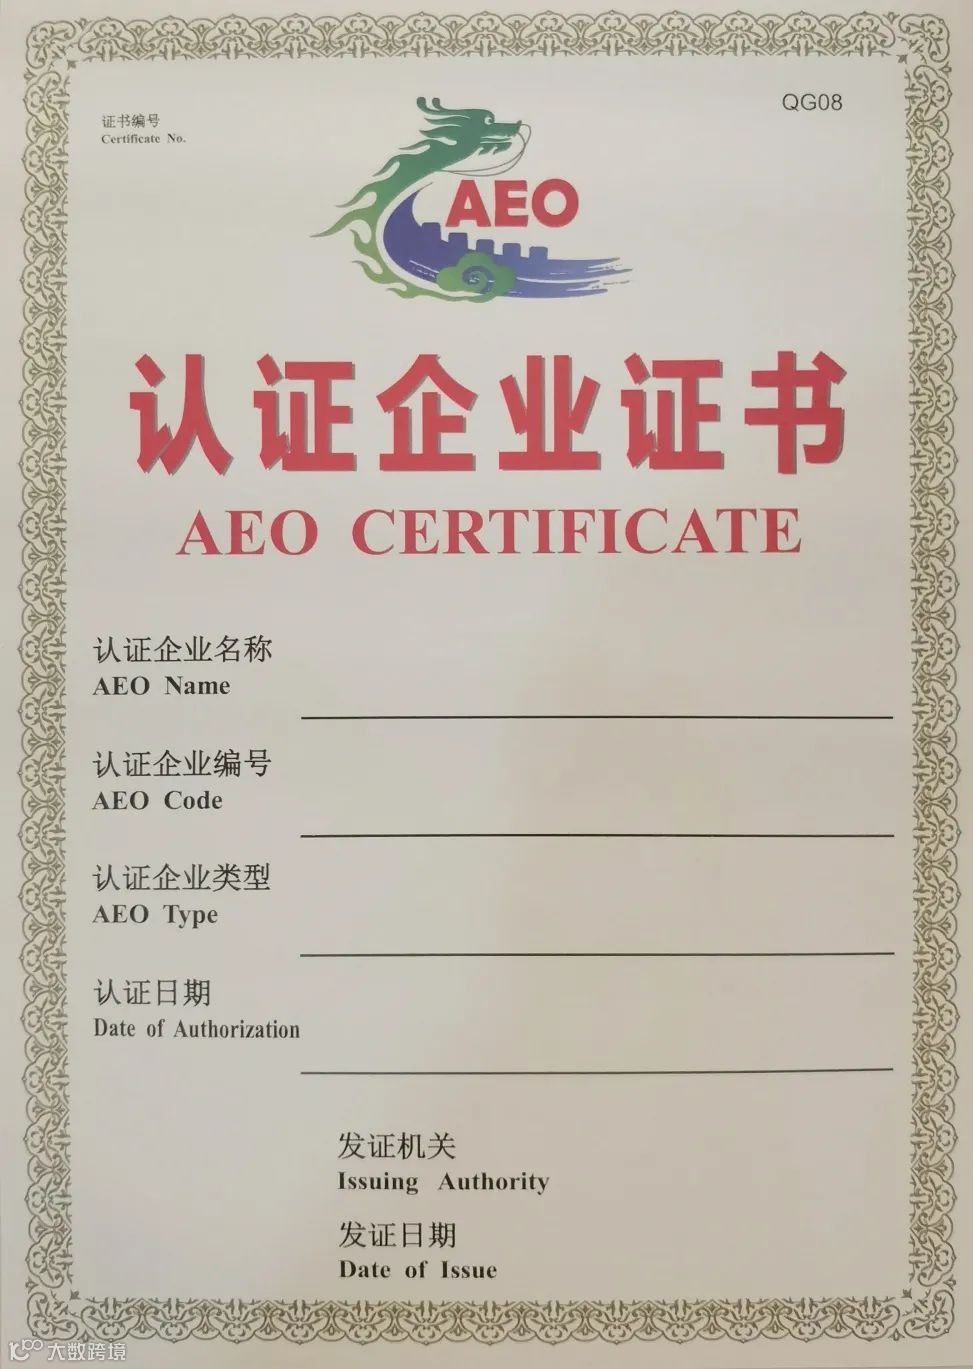 QG08
证书编号
Certificate No.
AEO
认证企业证书
AEO CERTIFICATE
认证企业名称
AEO Name
认证企业编号
AEO Code
认证企业类型
AEO Type
认证日期
Date of Authorization
发证机关
Issuing Authority
发证日期
Date of Issue
大数跨境